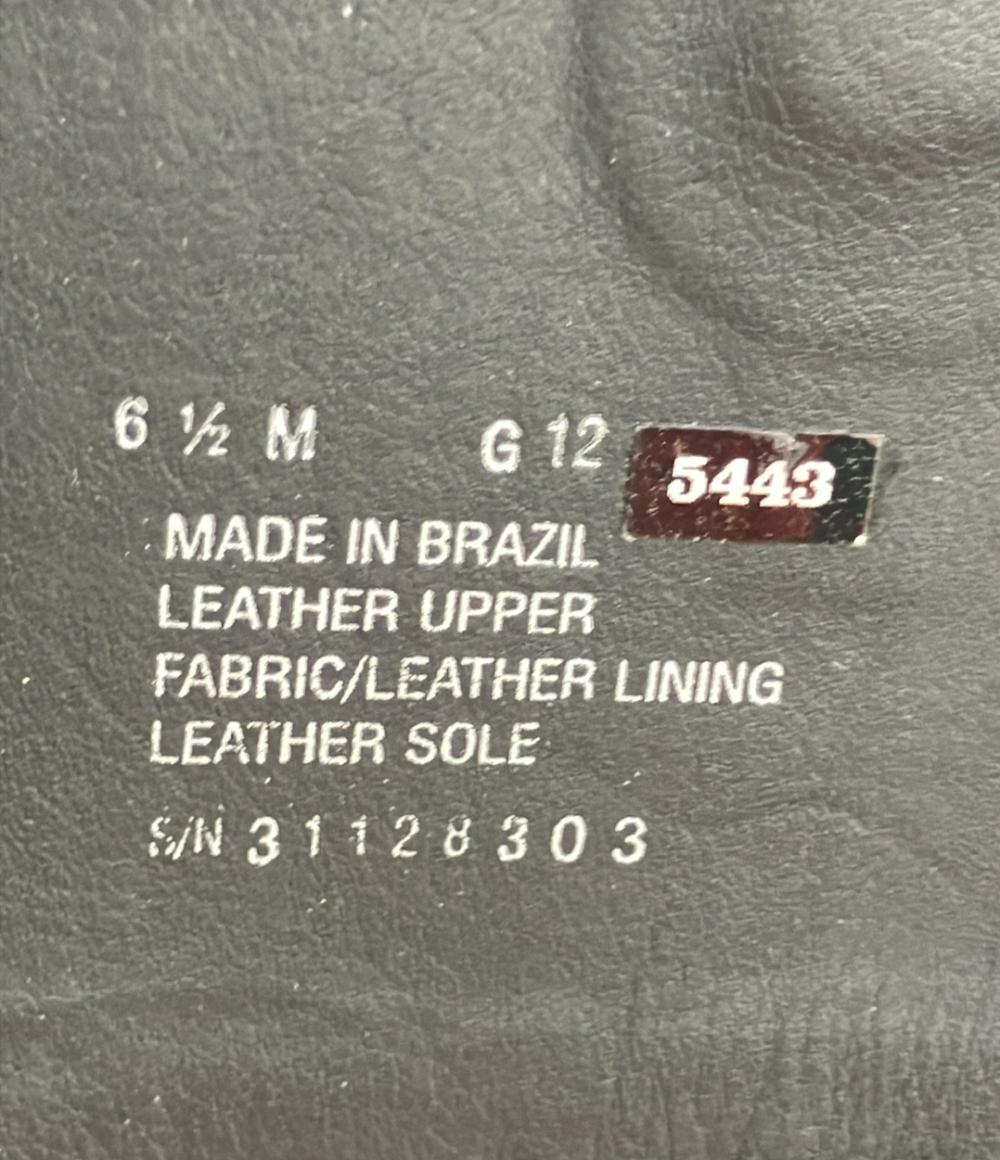 6 ½ M G 12 5443
MADE IN BRAZIL
LEATHER UPPER
FABRIC/LEATHER LINING
LEATHER SOLE
S/N 31128303